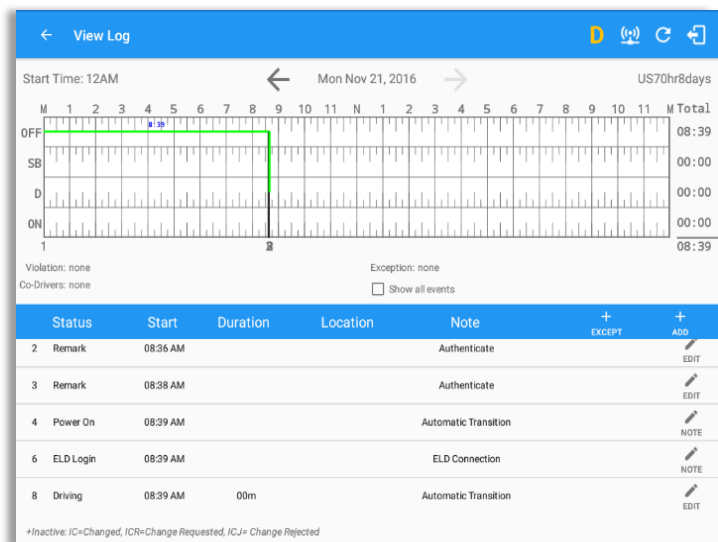 View Log D
Start Time: 12AM Mon Nov 21, 2016 US70hr8days
M 1 2 3 4 5 6 7 8 9 10 11 N 1 2 3 4 5 6 7 8 9 10 11 M Total
OFF 8:39 08:39
SB 00:00
D 00:00
ON 00:00
1 08:39
Violation: none Exception: none
Co-Drivers: none Show all events
Status Start Duration Location Note + EXCEPT + ADD
2 Remark 08:36 AM Authenticate EDIT
3 Remark 08:38 AM Authenticate EDIT
4 Power On 08:39 AM Automatic Transition NOTE
6 ELD Login 08:39 AM ELD Connection NOTE
8 Driving 08:39 AM 00m Automatic Transition EDIT
+Inactive: IC=Changed, ICR=Change Requested, ICJ= Change Rejected